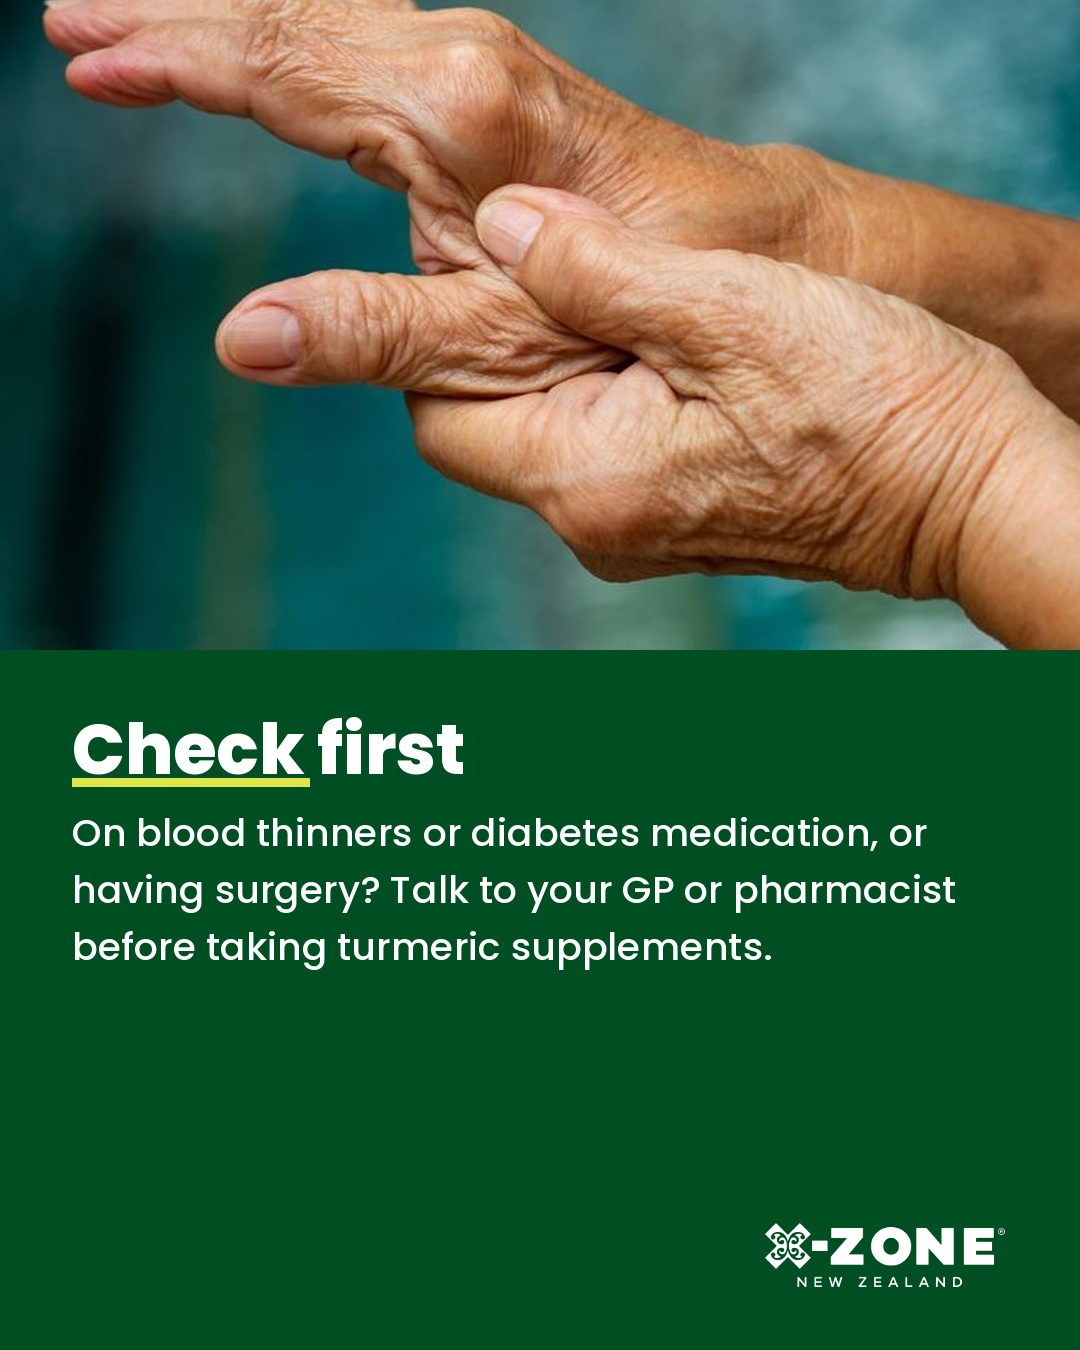 Check first
On blood thinners or diabetes medication, or
having surgery? Talk to your GP or pharmacist
before taking turmeric supplements.
X-ZONE®
NEW ZEALAND